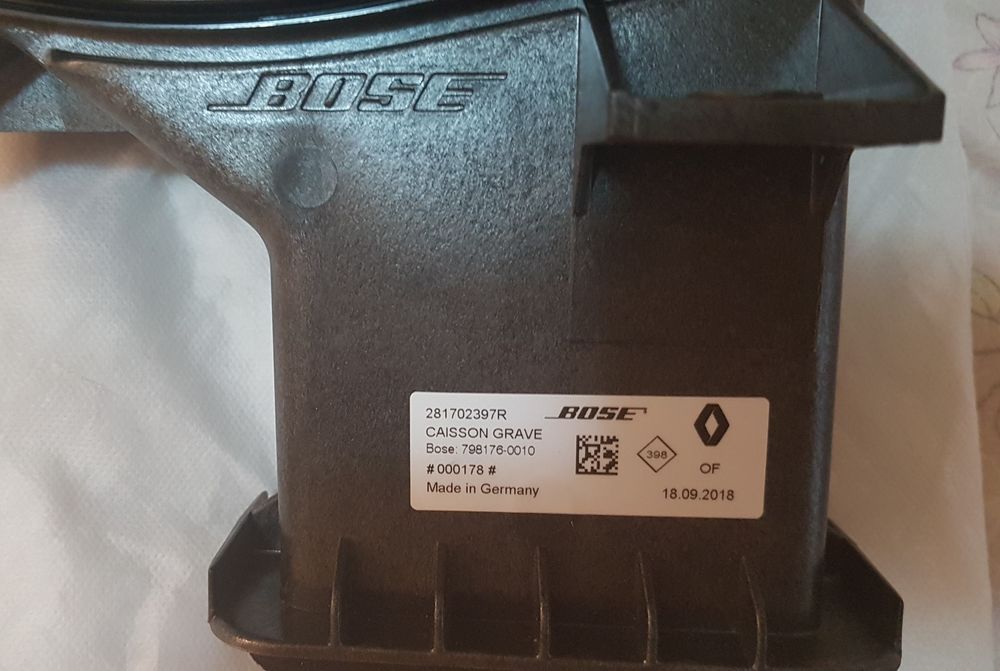 BOSE
281702397R
BOSE
CAISSON GRAVE
Bose: 798176-0010
398
OF
# 000178 #
Made in Germany
18.09.2018